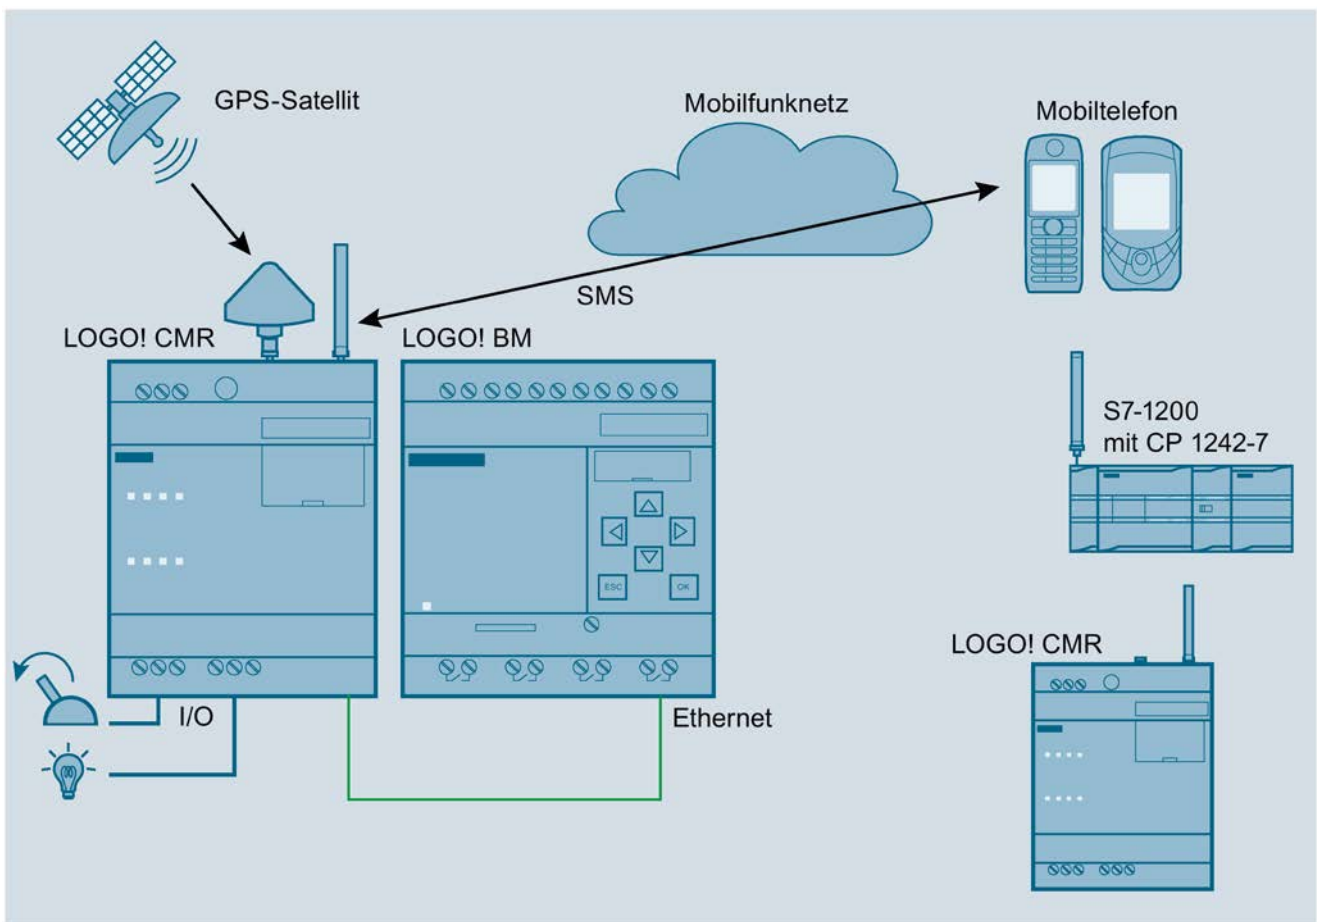 GPS-Satellit
Mobilfunknetz
Mobiltelefon
SMS
LOGO! CMR
LOGO! BM
S7-1200
mit CP 1242-7
ESC
OK
LOGO! CMR
I/O
Ethernet